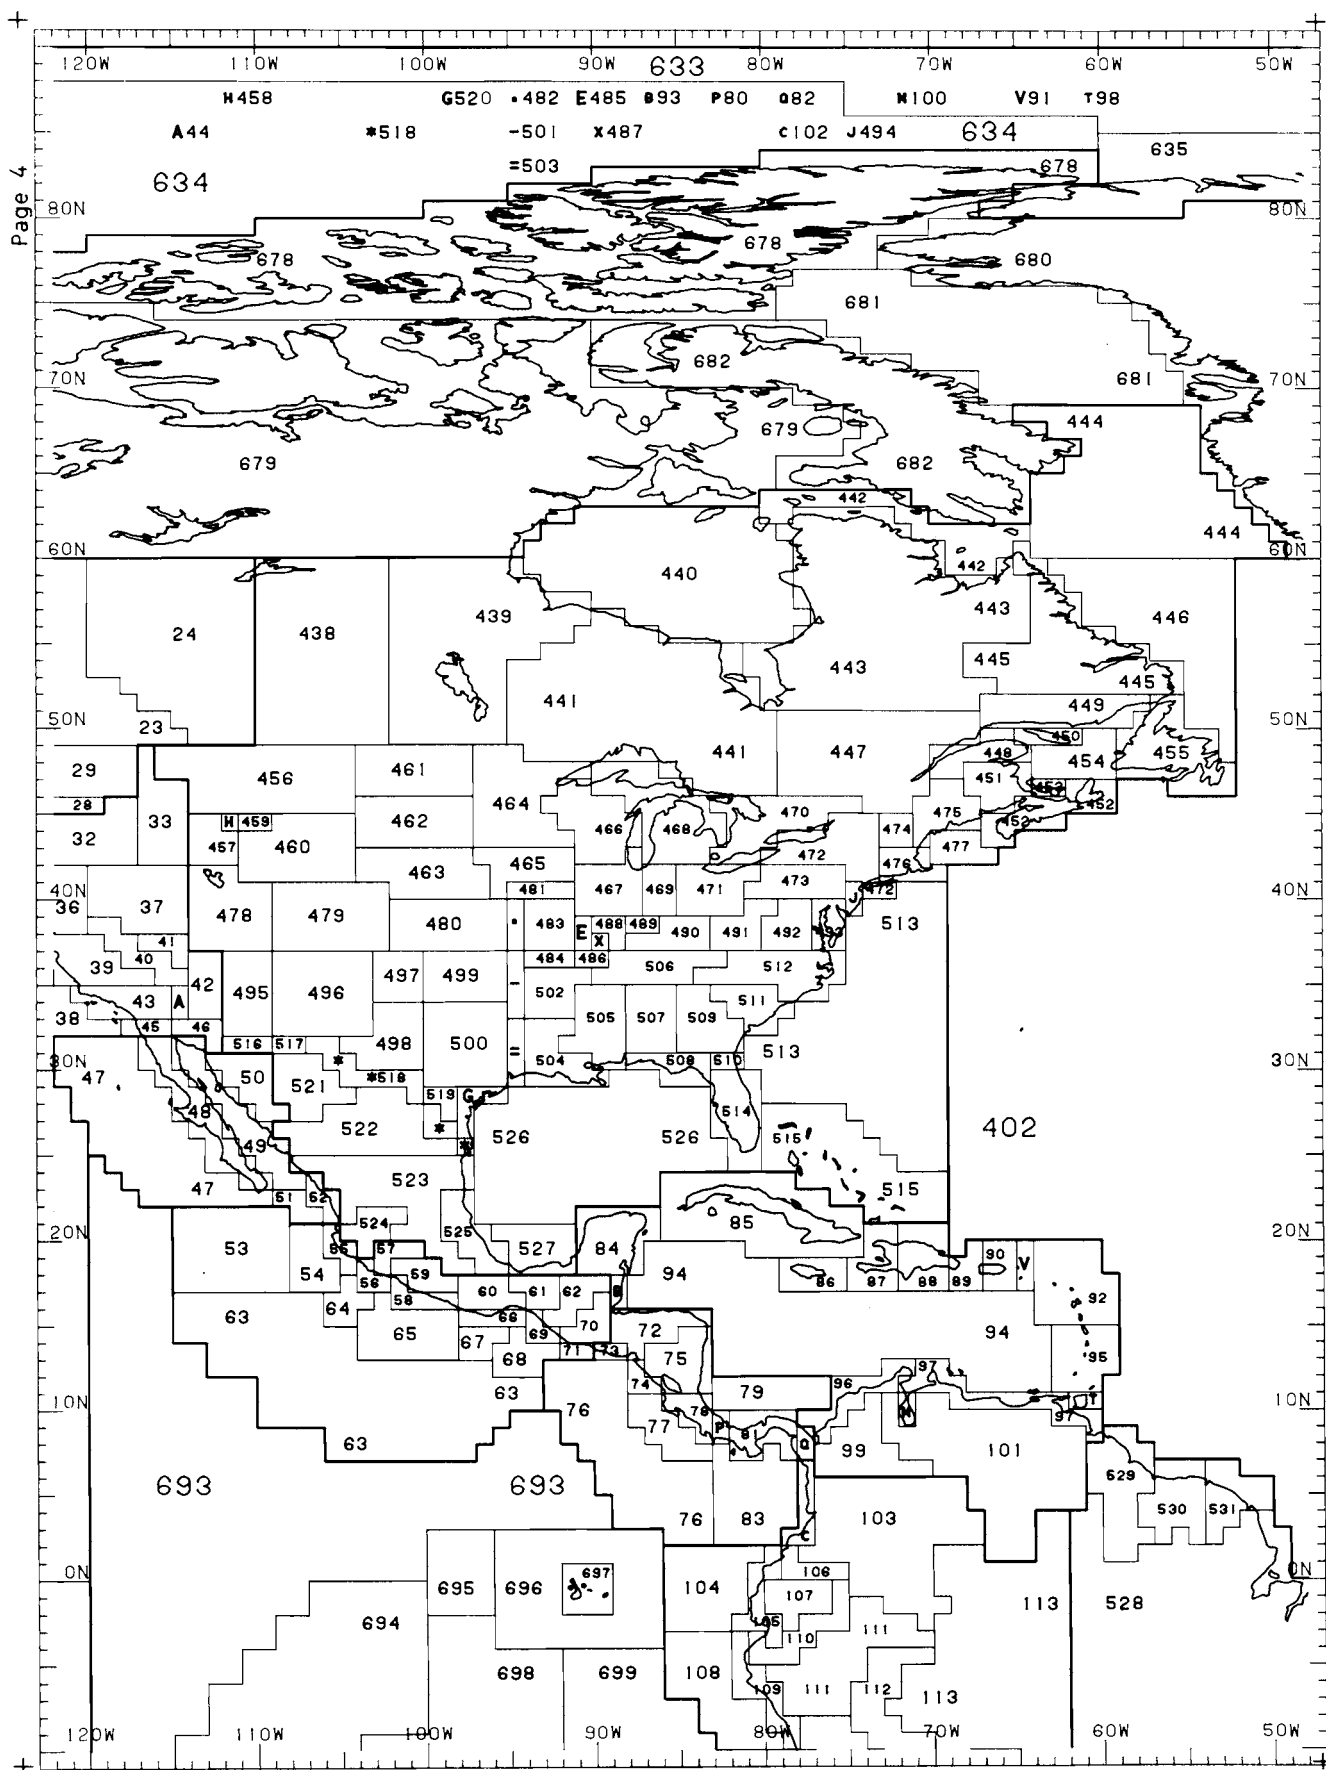 Page 4
120W 110W 100W 90W 80W 70W 60W 50W
633
H458 G520 ▪482 E485 B93 P80 Q82 M100 V91 T98
A44 *518 -501 X487 C102 J494 634
=503 635
634 678
80N 80N
678 678 680
681
682
70N 681 70N
444
679
679 682
442
444
60N 60N
440 442
439 443
24 438 446
443 445
441 445
449
50N 23 50N
450
441 447 448 454 455
29 456 461 451
464 453
28 470 475 452
33 H 459 462 466 468 474 452
32 457 460 472 477
465 476
463 473
481 467 469 471 472
40N 40N
36 37 478 479 480 J
▪ 483 488 489 513
41 E X 490 491 492 493
40 484 486
39 497 499 506 512
42 495 496 -
43 A 502 511
38 505 507 509
45 46 498 500 513
516 517 = 504 508 510
30N * 30N
47 50 521 *518
519 G
48 514
522 * 526 526 402
49 * 515
523
47 51 52 515
524 85
20N 525 20N
53 55 57 527 84 90 V
54 56 59 94 86 87 88 89
60 61 62 B 92
63 64 58
66 70 72 94
65 67 69
68 71 73 75 95
74 79 96 97
63 T
10N 76 78 M 97 10N
77 P 81
63 Q 99 101
529
693 693
530 531
76 83 103
C
0N 697 106 0N
695 696 104 107
113 528
694 105
110 111
698 699 108
109 111 112 113
120W 110W 100W 90W 80W 70W 60W 50W